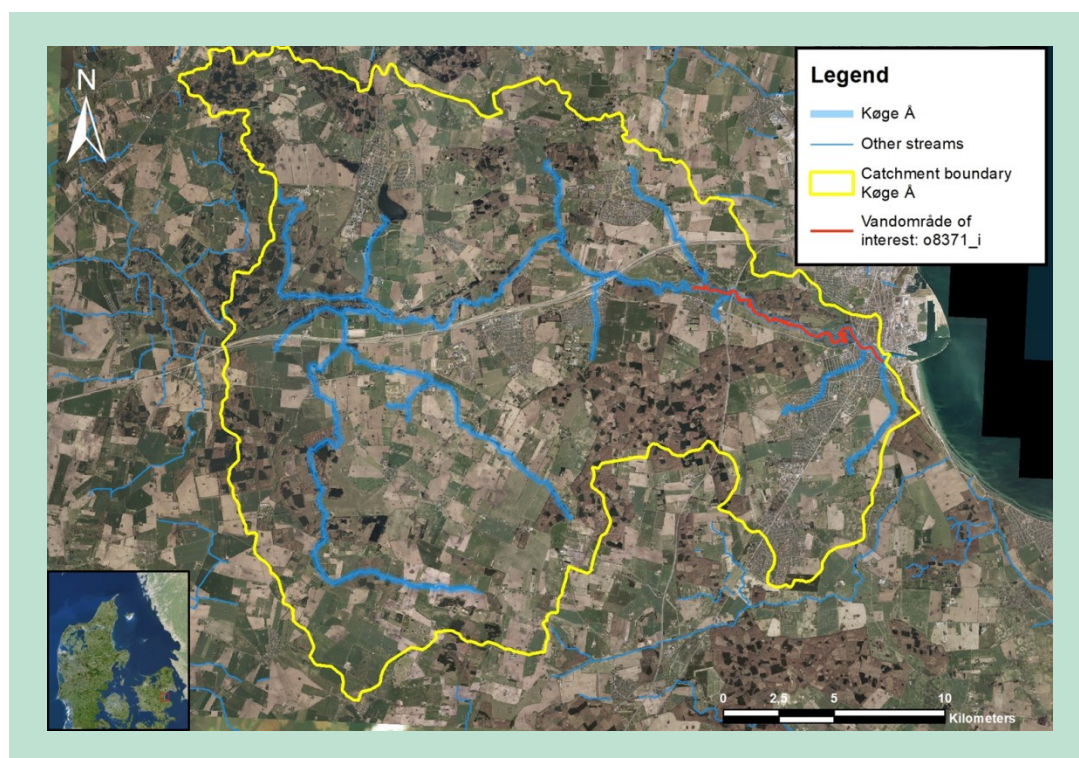 N
Legend
Køge Å
Other streams
Catchment boundary
Køge Å
Vandområde of
interest: o8371_i
0 2,5 5 10
Kilometers